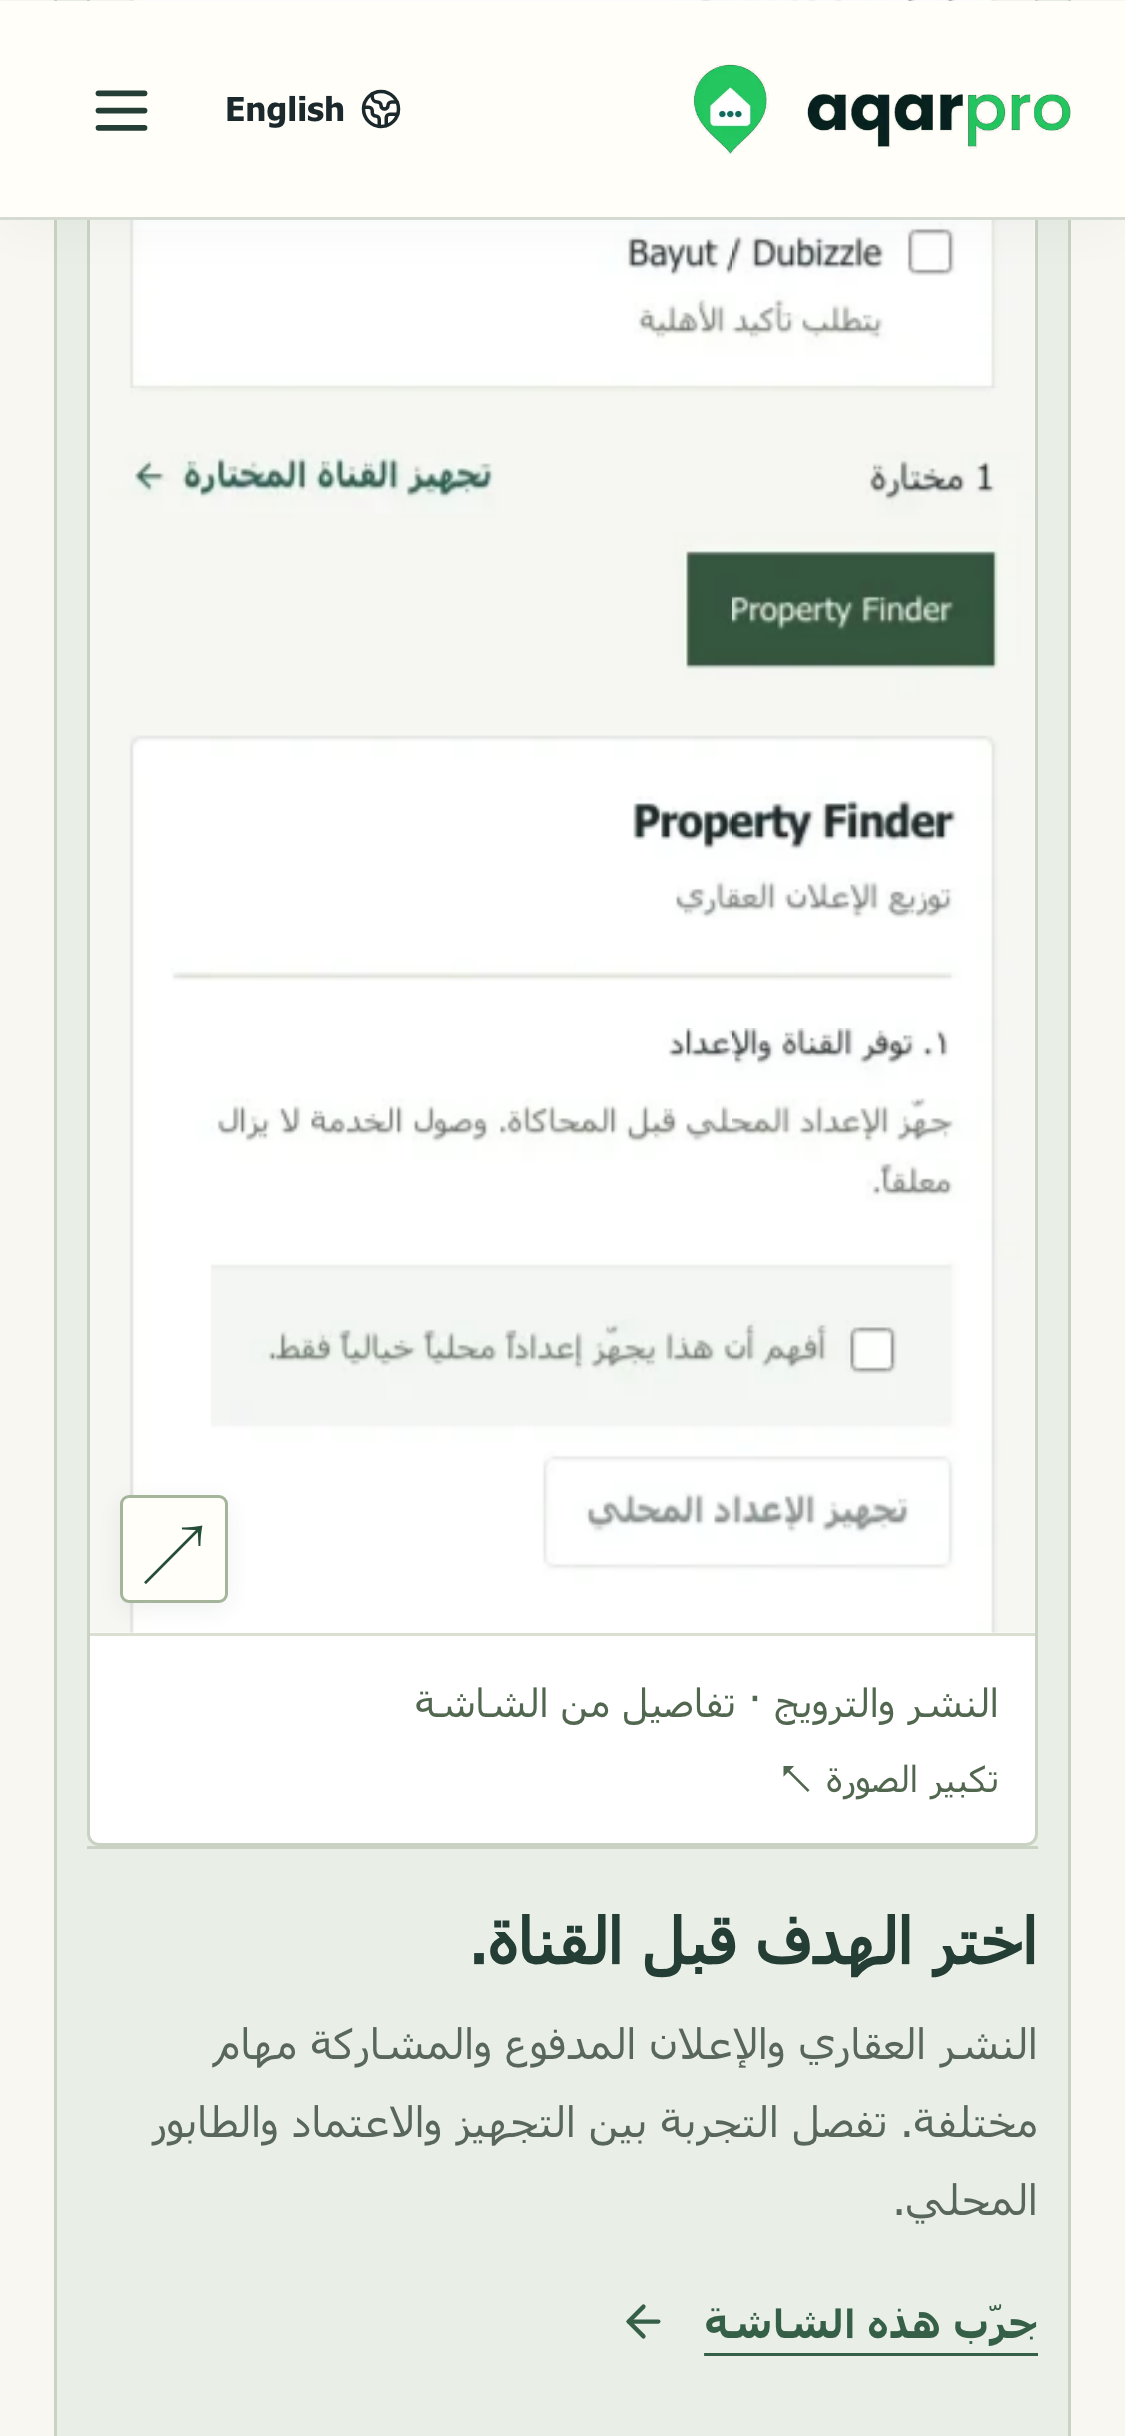 aqarpro
English
Bayut / Dubizzle
يتطلب تأكيد الأهلية
1 مختارة
تجهيز القناة المختارة ←
Property Finder
Property Finder
توزيع الإعلان العقاري
١. توفر القناة والإعداد
جهّز الإعداد المحلي قبل المحاكاة. وصول الخدمة لا يزال
معلقاً.
أفهم أن هذا يجهّز إعداداً محلياً خيالياً فقط.
تجهيز الإعداد المحلي
النشر والترويج · تفاصيل من الشاشة
تكبير الصورة ↖
اختر الهدف قبل القناة.
النشر العقاري والإعلان المدفوع والمشاركة مهام
مختلفة. تفصل التجربة بين التجهيز والاعتماد والطابور
المحلي.
جرّب هذه الشاشة ←